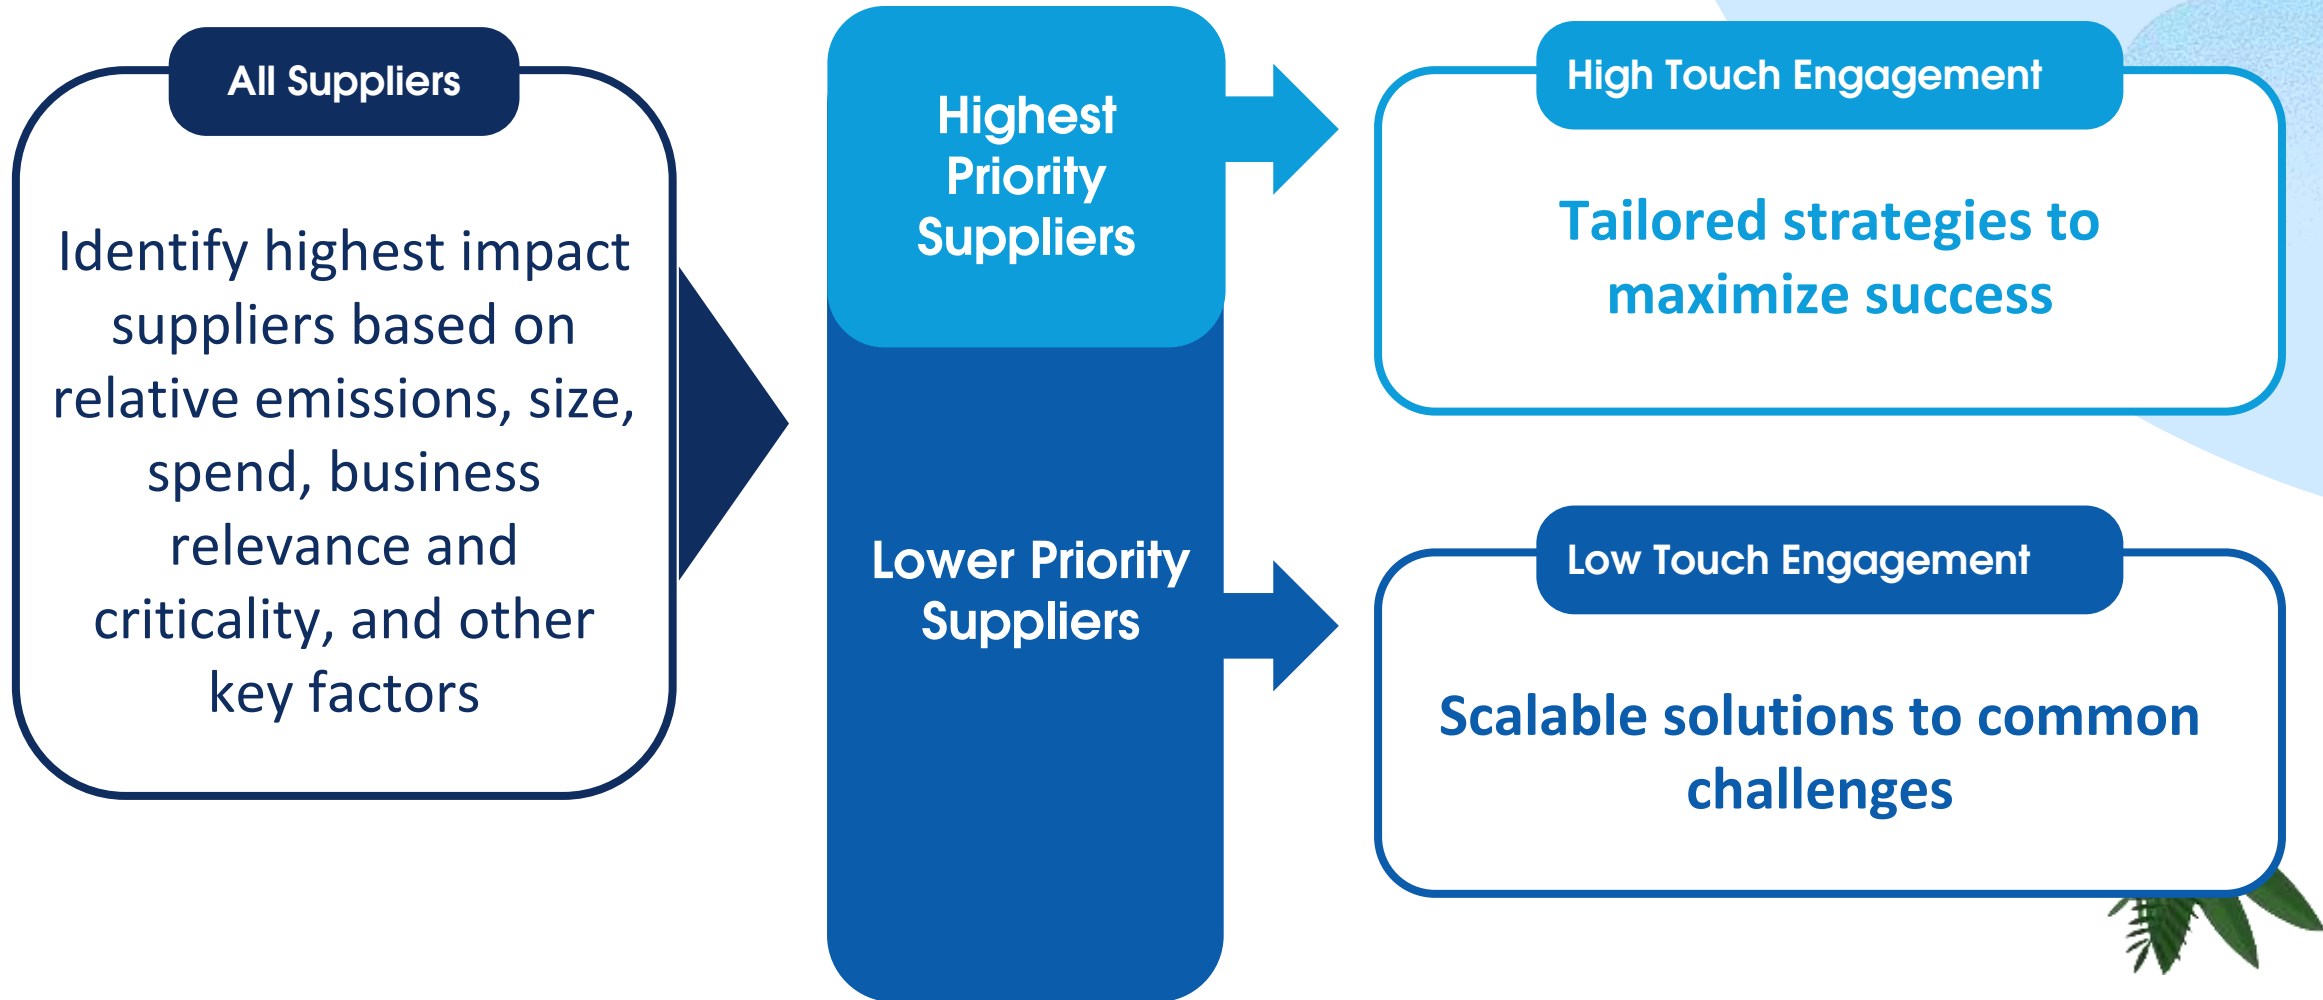 All Suppliers
Identify highest impact
suppliers based on
relative emissions, size,
spend, business
relevance and
criticality, and other
key factors
Highest
Priority
Suppliers
Lower Priority
Suppliers
High Touch Engagement
Tailored strategies to
maximize success
Low Touch Engagement
Scalable solutions to common
challenges